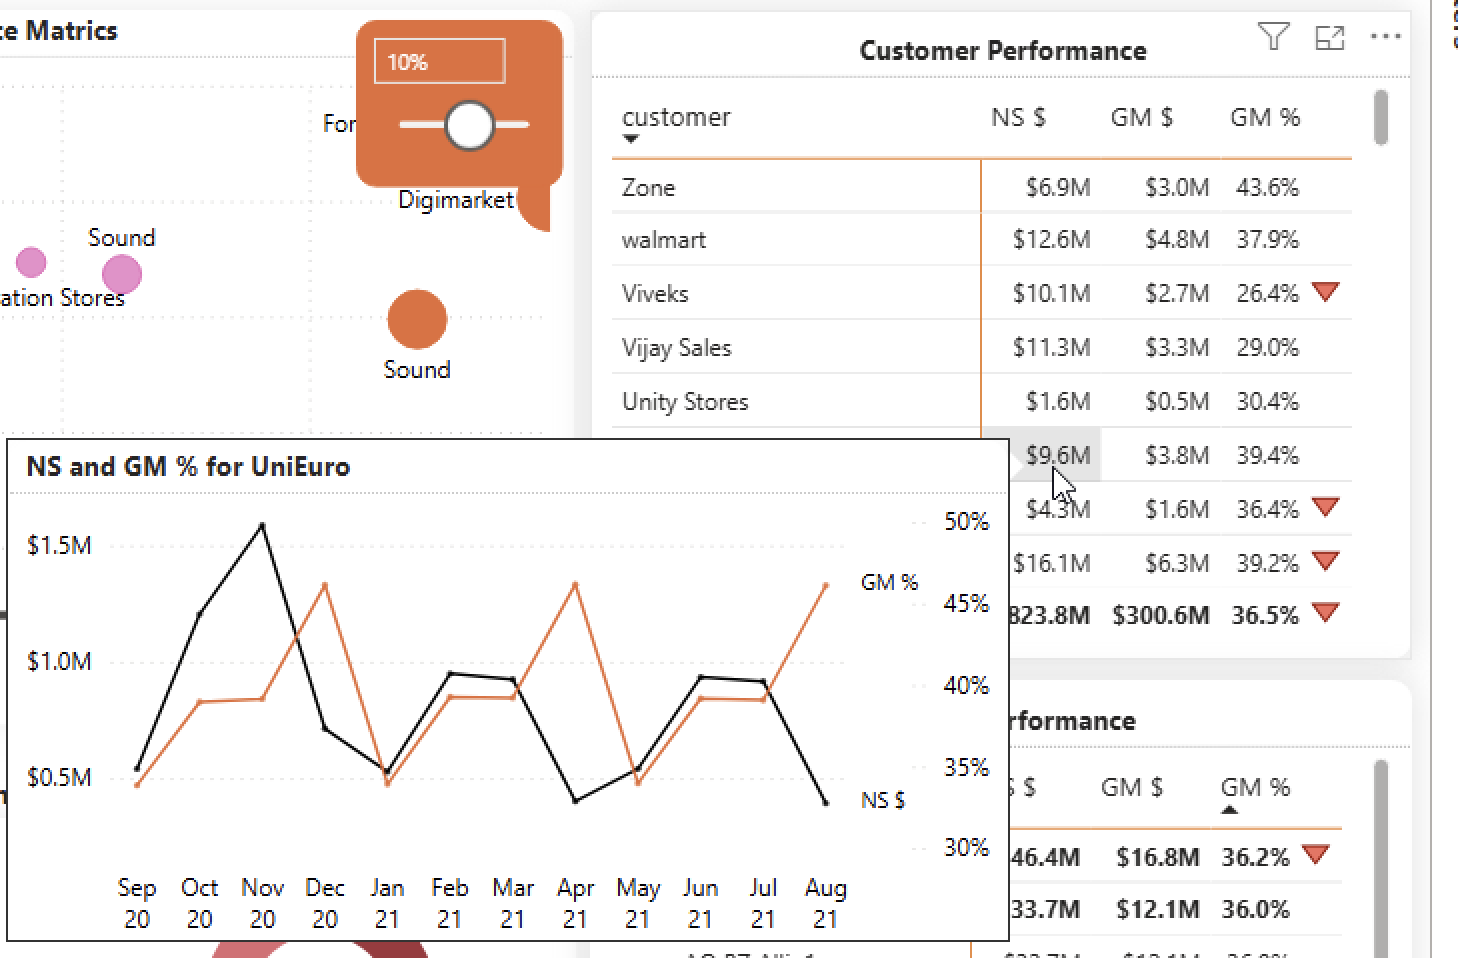 ce Matrics
10%
For
Digimarket
Sound
ation Stores
Sound
Customer Performance
customer NS $ GM $ GM %
Zone $6.9M $3.0M 43.6%
walmart $12.6M $4.8M 37.9%
Viveks $10.1M $2.7M 26.4%
Vijay Sales $11.3M $3.3M 29.0%
Unity Stores $1.6M $0.5M 30.4%
$9.6M $3.8M 39.4%
$4.3M $1.6M 36.4%
$16.1M $6.3M 39.2%
823.8M $300.6M 36.5%
NS and GM % for UniEuro
$1.5M
$1.0M
$0.5M
GM %
NS $
50%
45%
40%
35%
30%
Sep Oct Nov Dec Jan Feb Mar Apr May Jun Jul Aug
20 20 20 20 21 21 21 21 21 21 21 21
rformance
$ GM $ GM %
46.4M $16.8M 36.2%
33.7M $12.1M 36.0%